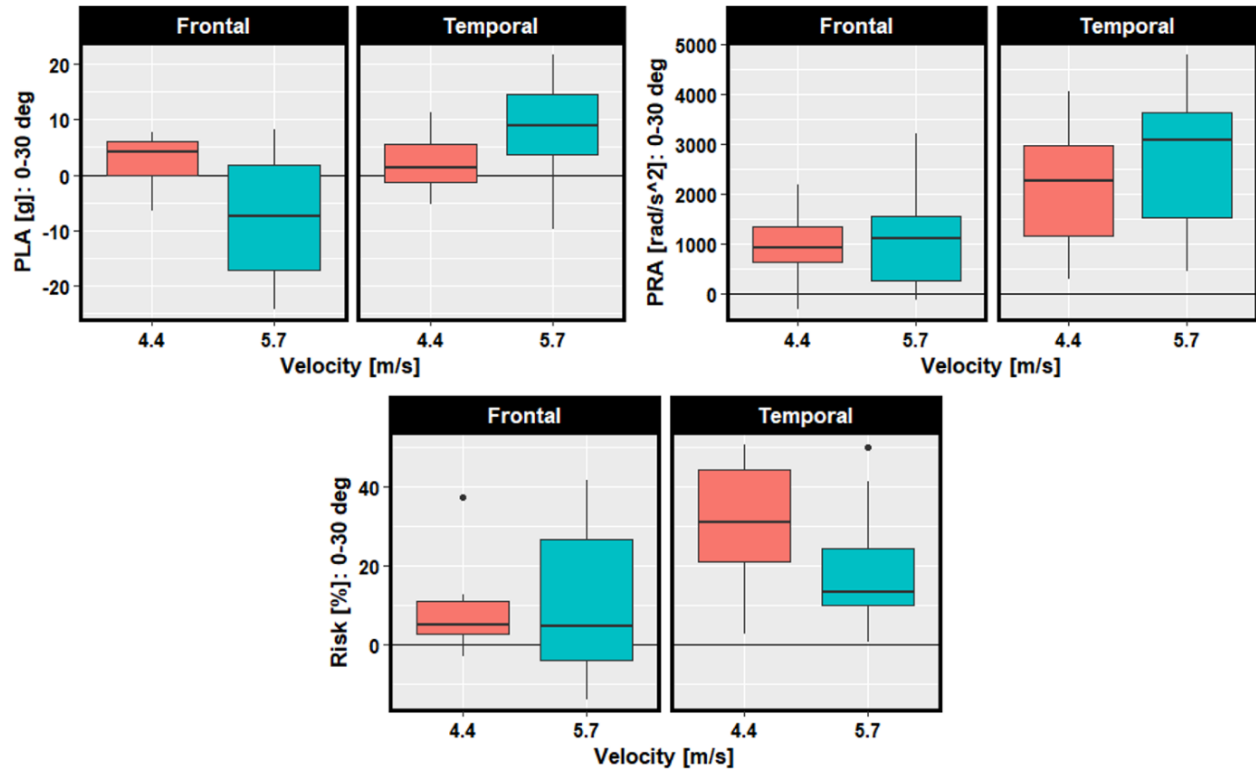 Frontal Temporal
PLA [g]: 0-30 deg
20
10
0
-10
-20
4.4 5.7 4.4 5.7
Velocity [m/s]
Frontal Temporal
PRA [rad/s^2]: 0-30 deg
5000
4000
3000
2000
1000
0
4.4 5.7 4.4 5.7
Velocity [m/s]
Frontal Temporal
Risk [%]: 0-30 deg
40
20
0
4.4 5.7 4.4 5.7
Velocity [m/s]